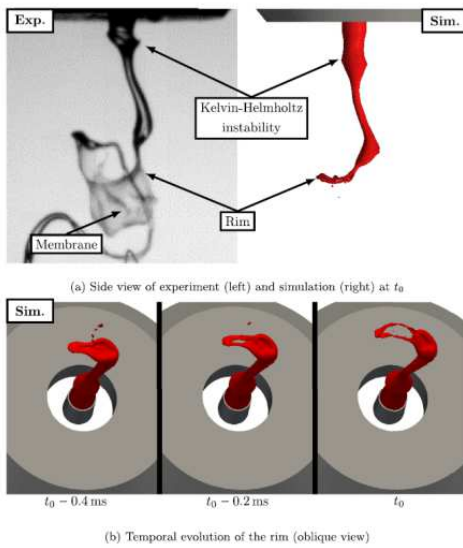 Exp.
Sim.
Kelvin-Helmholtz
instability
Rim
Membrane
(a) Side view of experiment (left) and simulation (right) at t₀
Sim.
t₀ − 0.4 ms
t₀ − 0.2 ms
t₀
(b) Temporal evolution of the rim (oblique view)